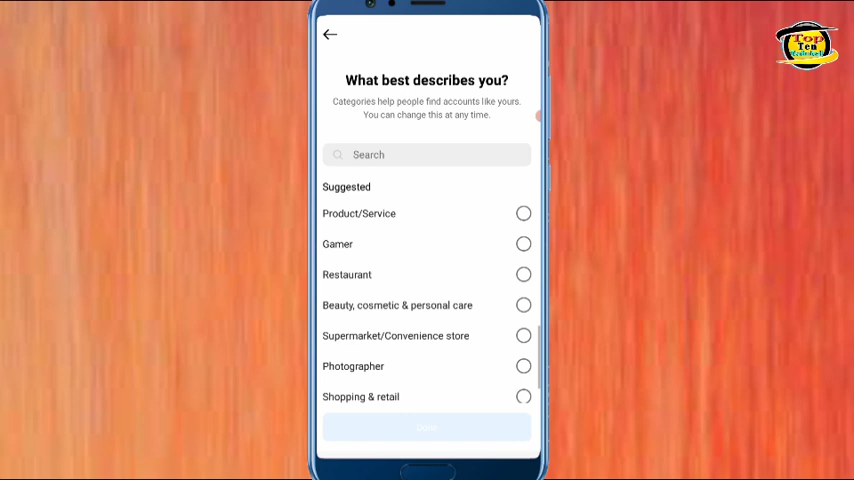 What best describes you?
Categories help people find accounts like yours.
You can change this at any time.
Search
Suggested
Product/Service
Gamer
Restaurant
Beauty, cosmetic & personal care
Supermarket/Convenience store
Photographer
Shopping & retail
Done
Top
Ten